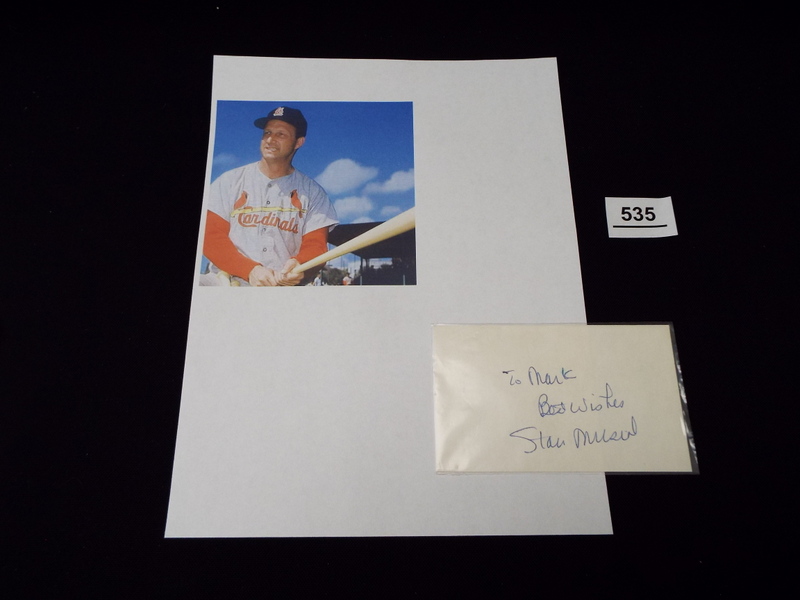 Cardinals
535
To Mark
Best Wishes
Stan Musial